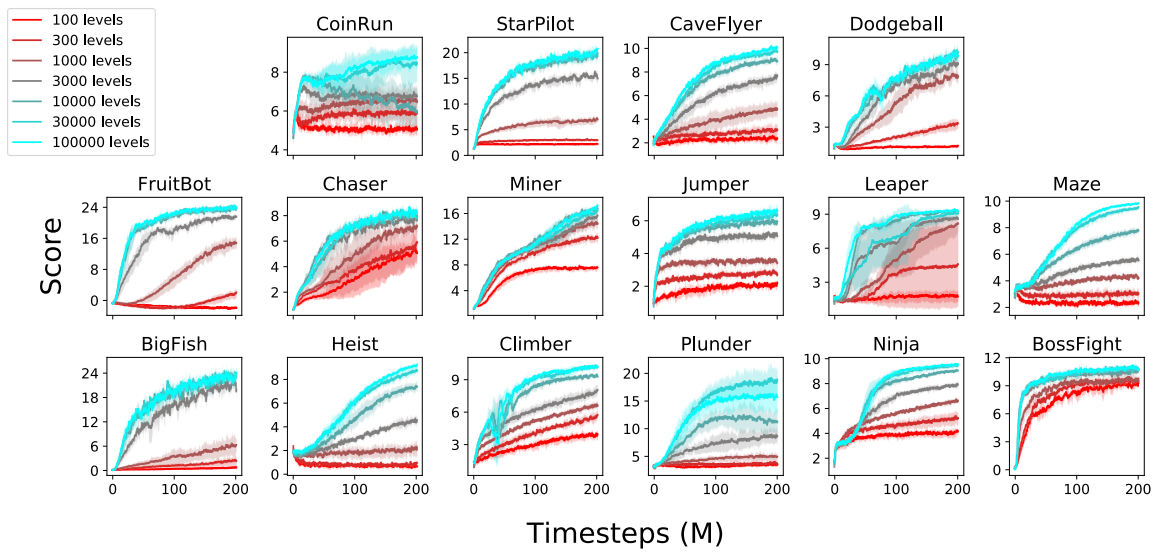 100 levels
300 levels
1000 levels
3000 levels
10000 levels
30000 levels
100000 levels
CoinRun
8
6
4
StarPilot
20
15
10
5
0
CaveFlyer
10
8
6
4
2
Dodgeball
9
6
3
FruitBot
24
16
8
0
Chaser
8
6
4
2
Miner
16
12
8
4
Jumper
6
4
2
Leaper
9
6
3
Maze
10
8
6
4
2
BigFish
24
16
8
0
0 100 200
Heist
8
6
4
2
0
0 100 200
Climber
9
6
3
0 100 200
Plunder
20
15
10
5
0 100 200
Ninja
10
8
6
4
2
0 100 200
BossFight
12
9
6
3
0
0 100 200
Score
Timesteps (M)